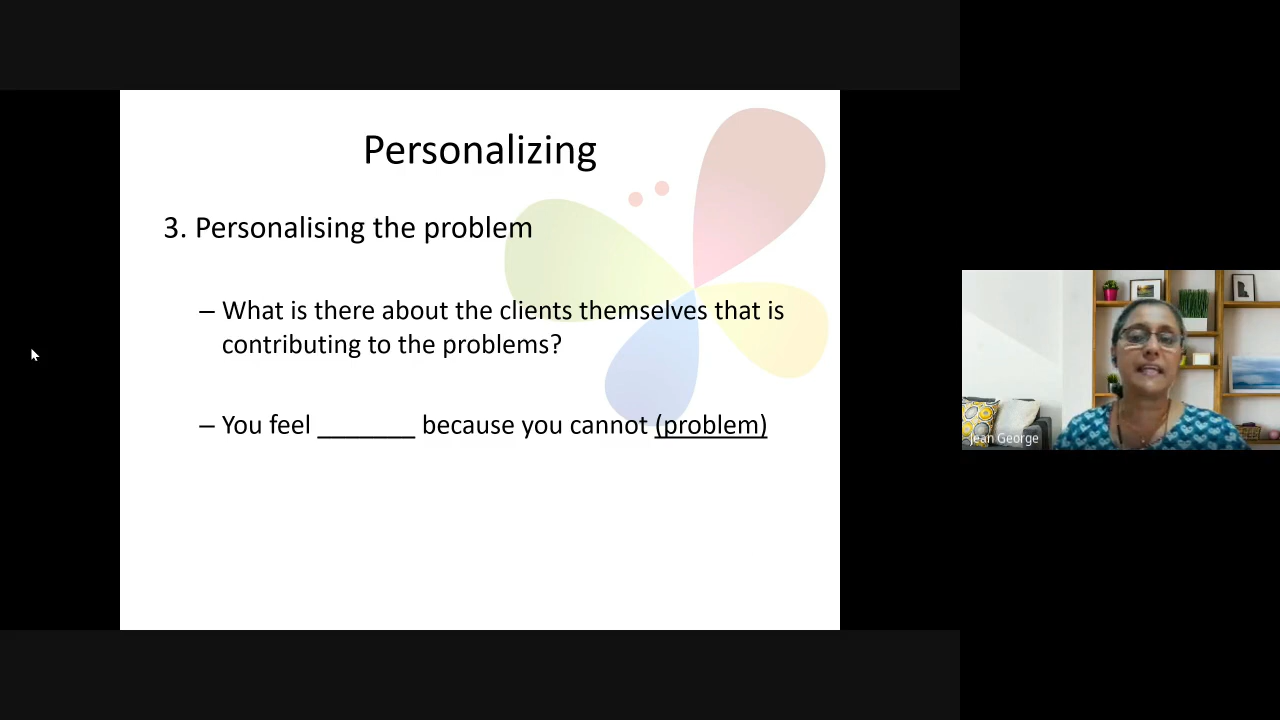 Personalizing
3. Personalising the problem
– What is there about the clients themselves that is
contributing to the problems?
– You feel _______ because you cannot (problem)
Jean George